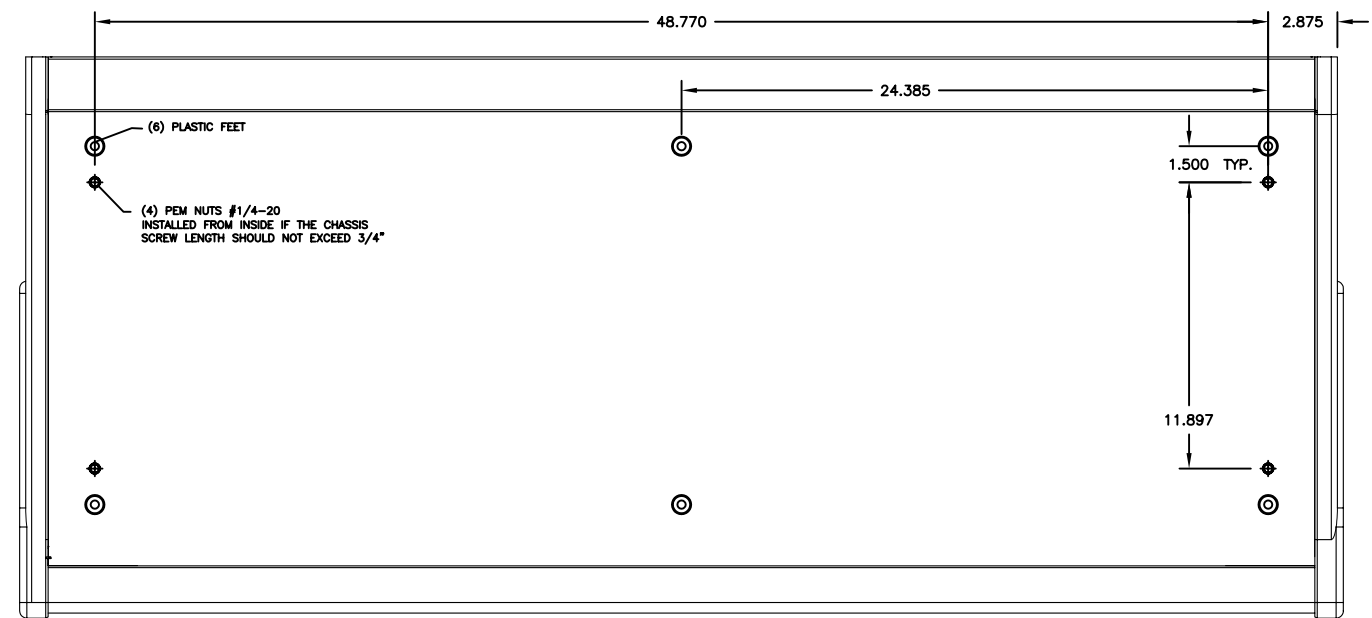 48.770
2.875
24.385
(6) PLASTIC FEET
1.500 TYP.
(4) PEM NUTS #1/4-20
INSTALLED FROM INSIDE IF THE CHASSIS
SCREW LENGTH SHOULD NOT EXCEED 3/4"
11.897